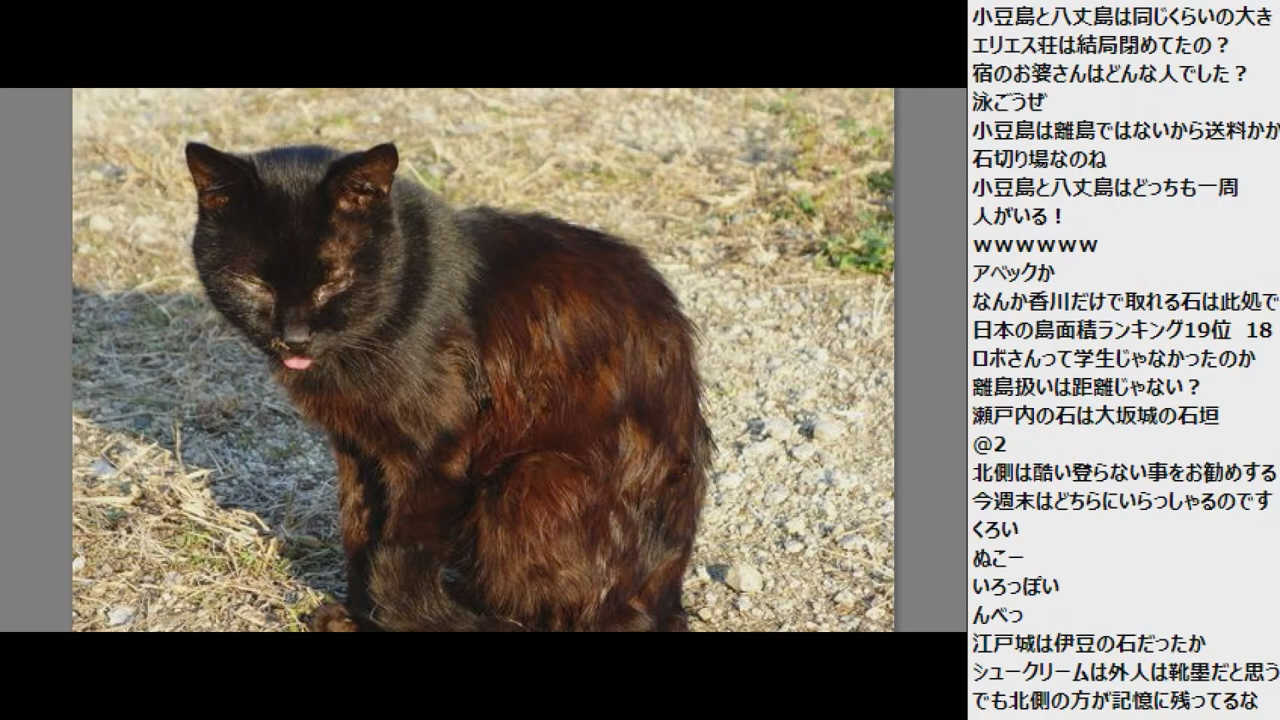 小豆島と八丈島は同じくらいの大き
エリエス荘は結局閉めてたの？
宿のお婆さんはどんな人でした？
泳ごうぜ
小豆島は離島ではないから送料かか
石切り場なのね
小豆島と八丈島はどっちも一周
人がいる！
ｗｗｗｗｗｗ
アベックか
なんか香川だけで取れる石は此処で
日本の島面積ランキング19位　18
ロボさんって学生じゃなかったのか
離島扱いは距離じゃない？
瀬戸内の石は大坂城の石垣
@2
北側は酷い登らない事をお勧めする
今週末はどちらにいらっしゃるのです
くろい
ぬこー
いろっぽい
んべっ
江戸城は伊豆の石だったか
シュークリームは外人は靴墨だと思う
でも北側の方が記憶に残ってるな